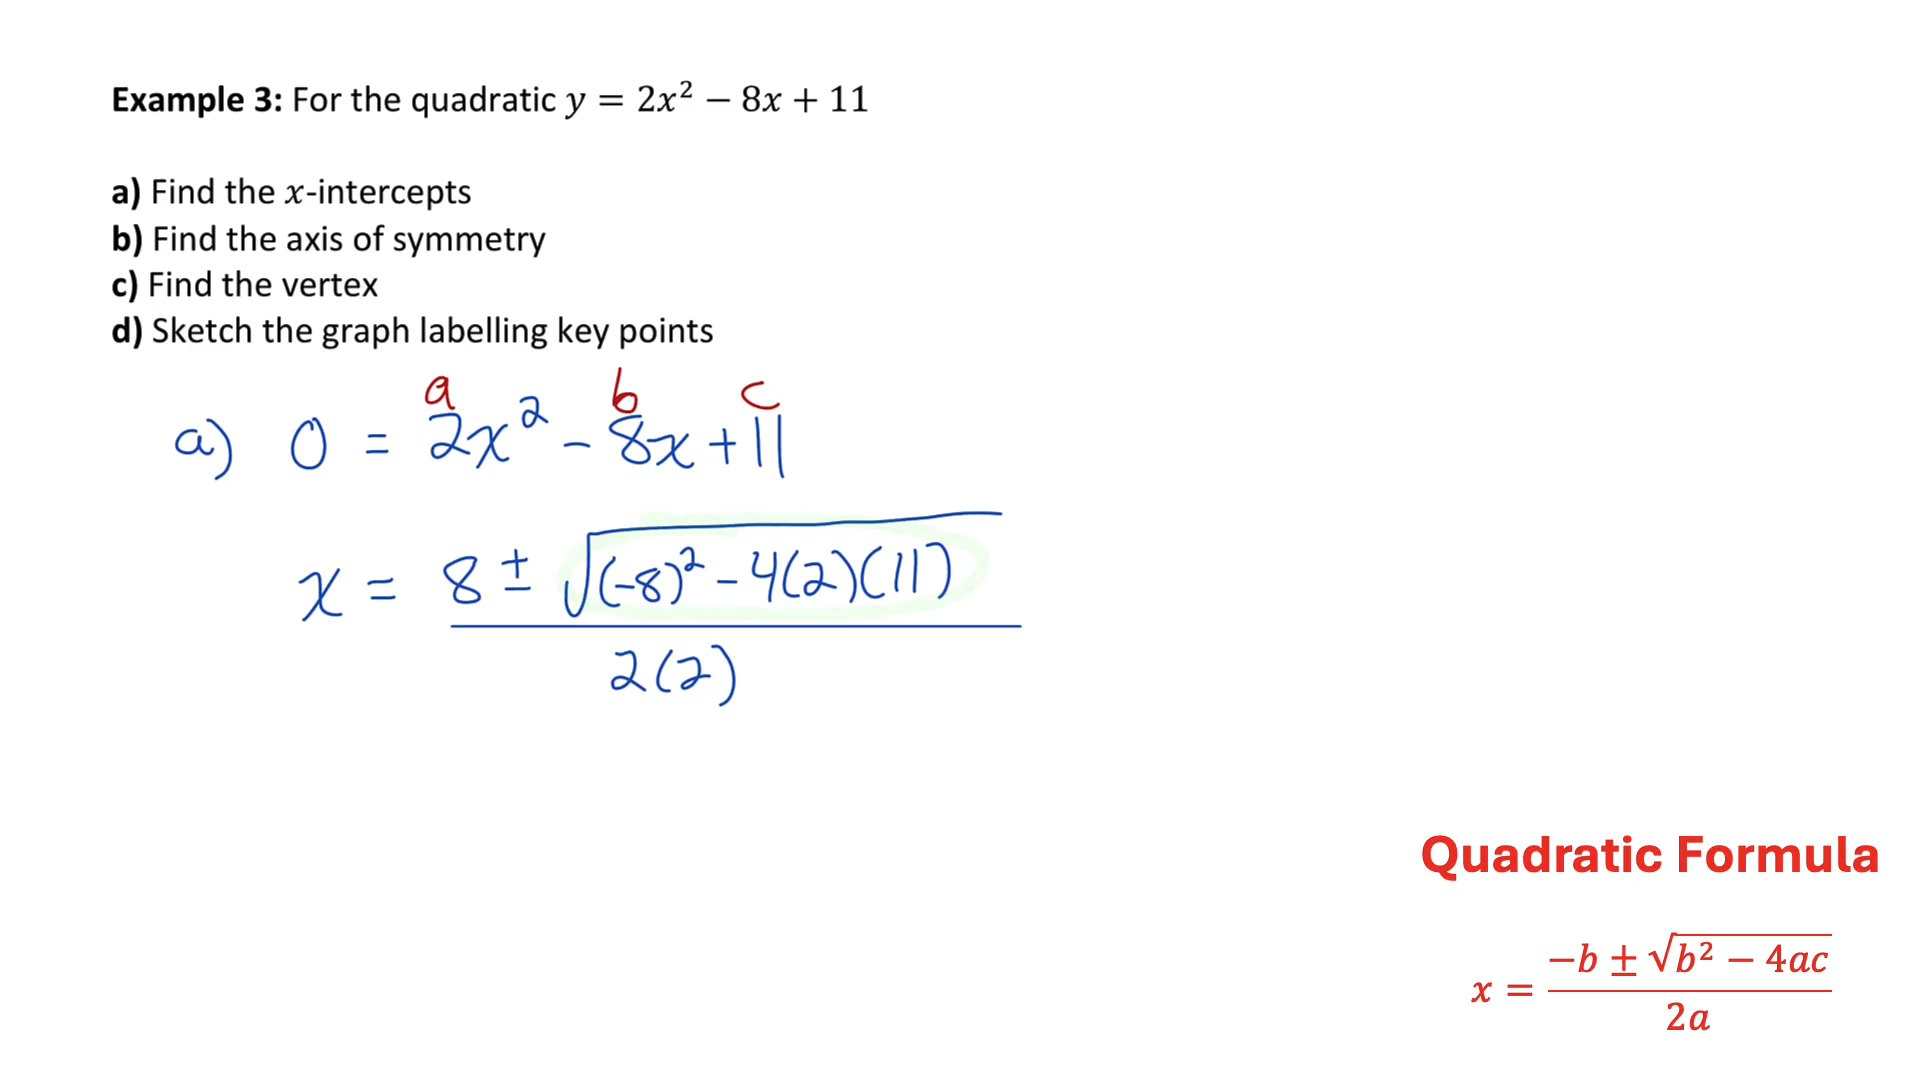 Example 3: For the quadratic y = 2x² − 8x + 11
a) Find the x-intercepts
b) Find the axis of symmetry
c) Find the vertex
d) Sketch the graph labelling key points
a b c
a) 0 = 2x² − 8x + 11
x = (8 ± √((-8)² − 4(2)(11))) / (2(2))
Quadratic Formula
x = (−b ± √(b² − 4ac)) / (2a)